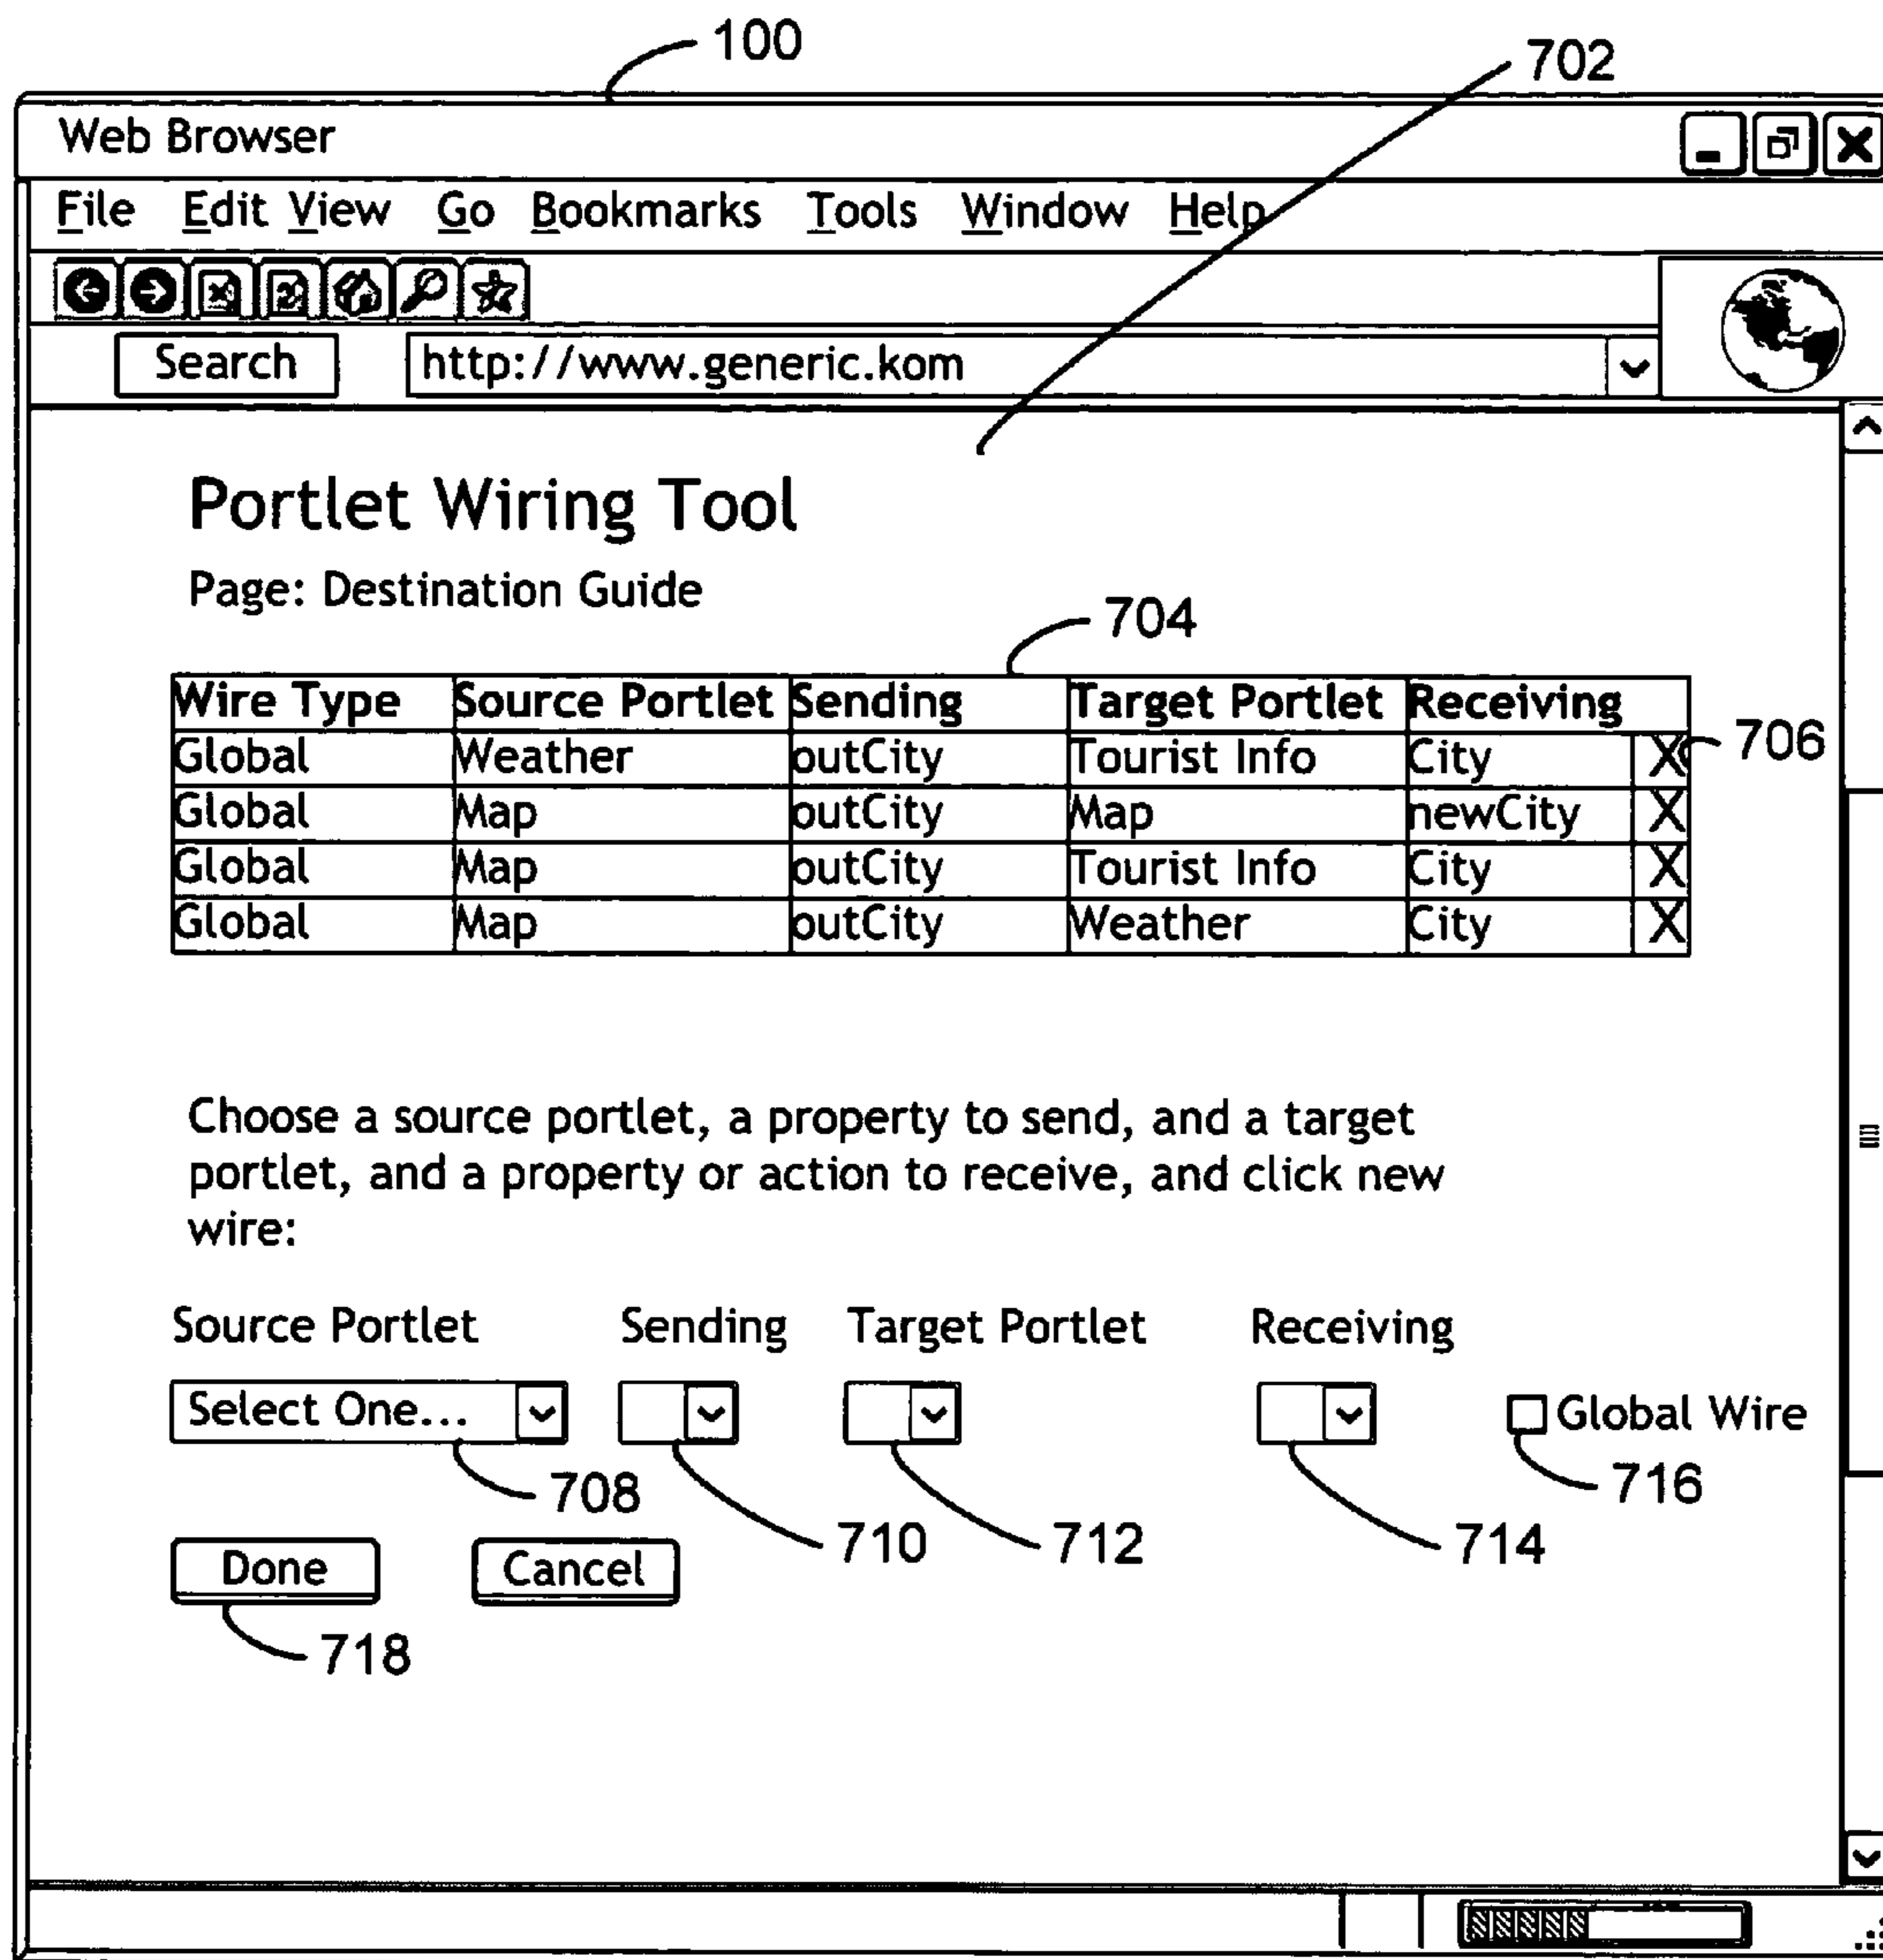 100
702
Web Browser
File Edit View Go Bookmarks Tools Window Help
Search http://www.generic.kom
Portlet Wiring Tool
Page: Destination Guide
704
Wire Type Source Portlet Sending Target Portlet Receiving
Global Weather outCity Tourist Info City X 706
Global Map outCity Map newCity X
Global Map outCity Tourist Info City X
Global Map outCity Weather City X
Choose a source portlet, a property to send, and a target
portlet, and a property or action to receive, and click new
wire:
Source Portlet Sending Target Portlet Receiving
Select One... Global Wire
708 710 712 714 716
Done Cancel
718